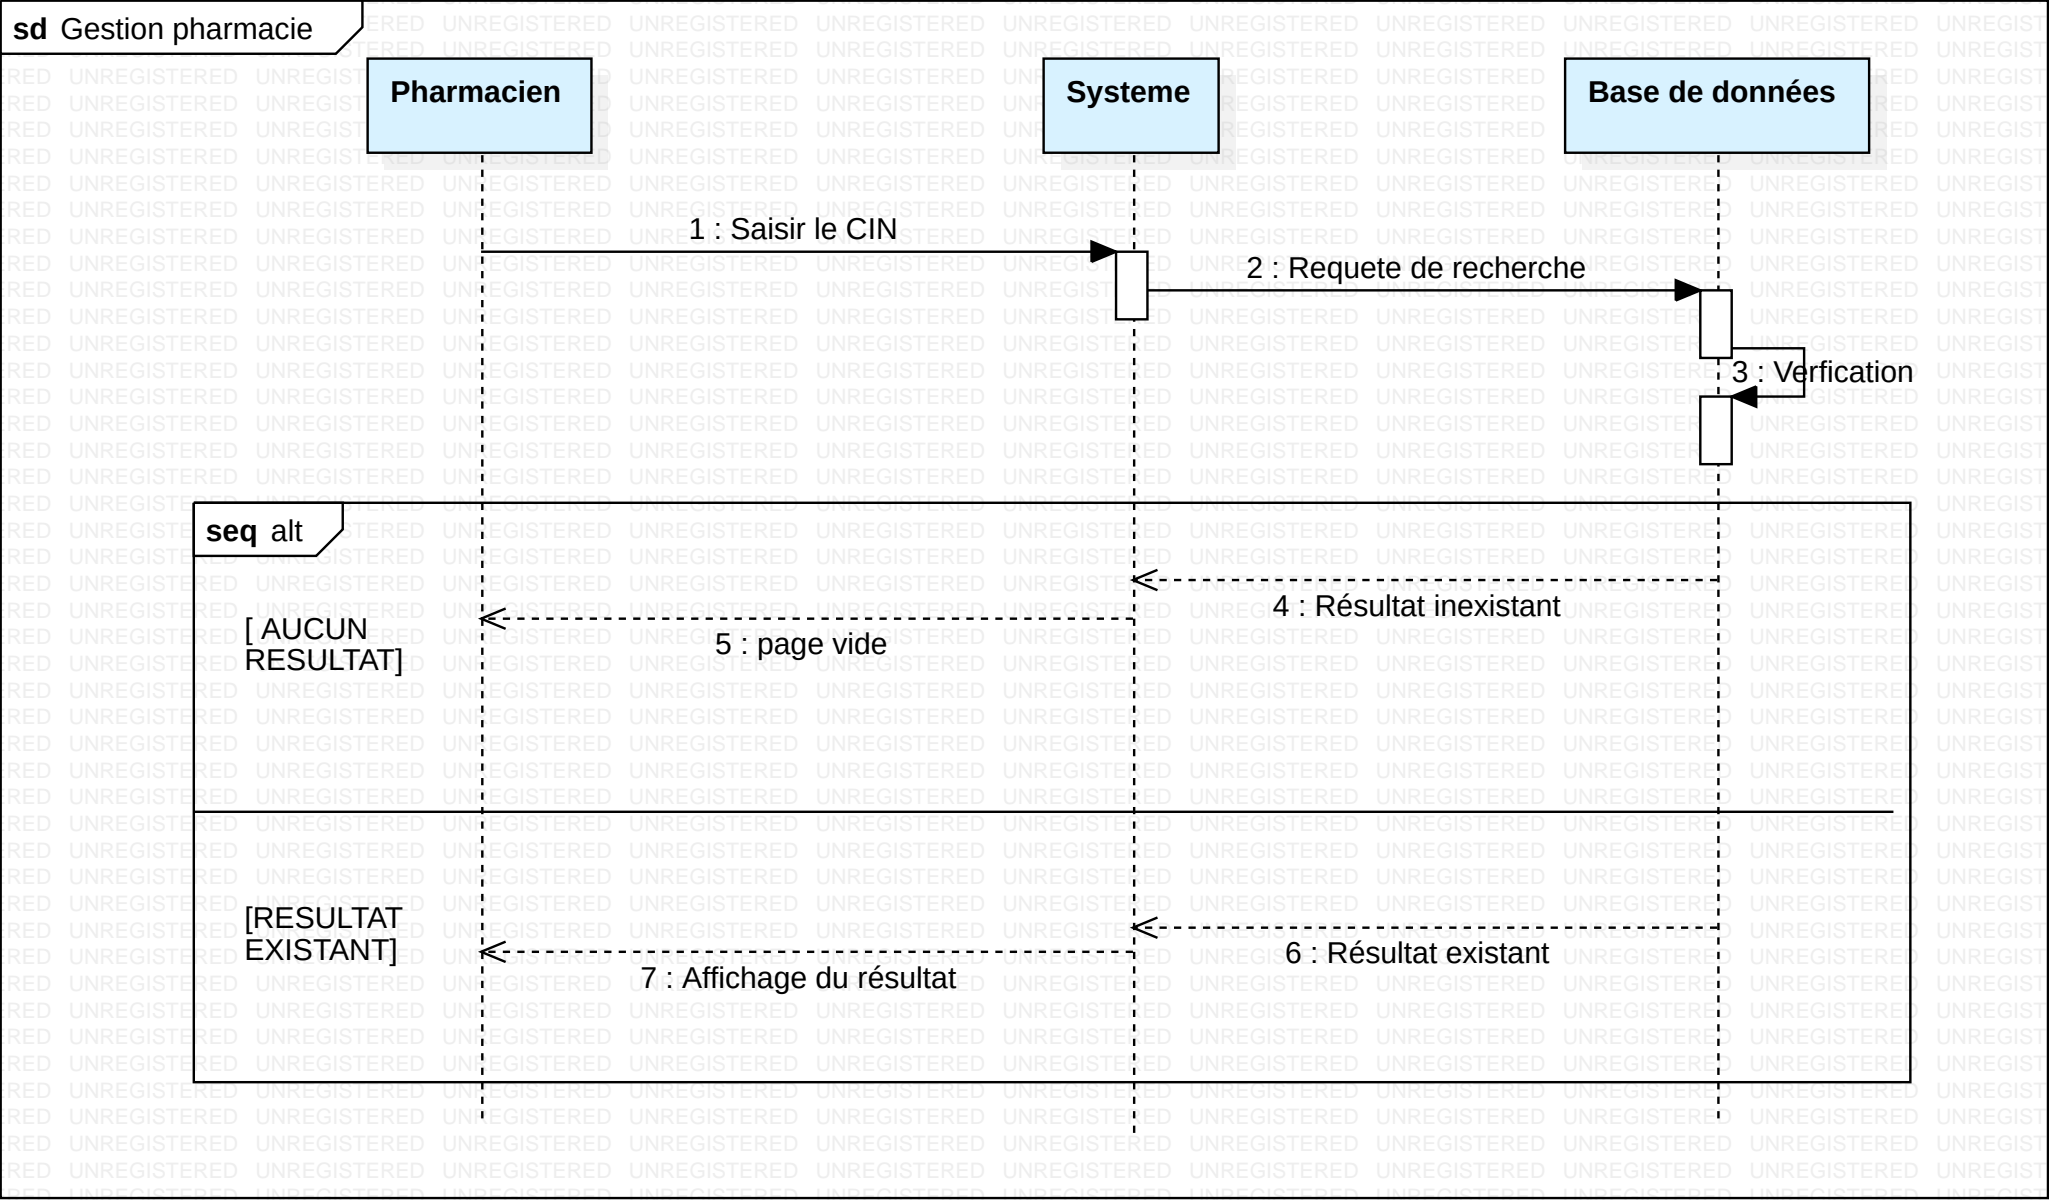 sd Gestion pharmacie
Pharmacien
Systeme
Base de données
1 : Saisir le CIN
2 : Requete de recherche
3 : Verfication
seq alt
4 : Résultat inexistant
[ AUCUN
RESULTAT]
5 : page vide
[RESULTAT
EXISTANT]
6 : Résultat existant
7 : Affichage du résultat
UNREGISTERED